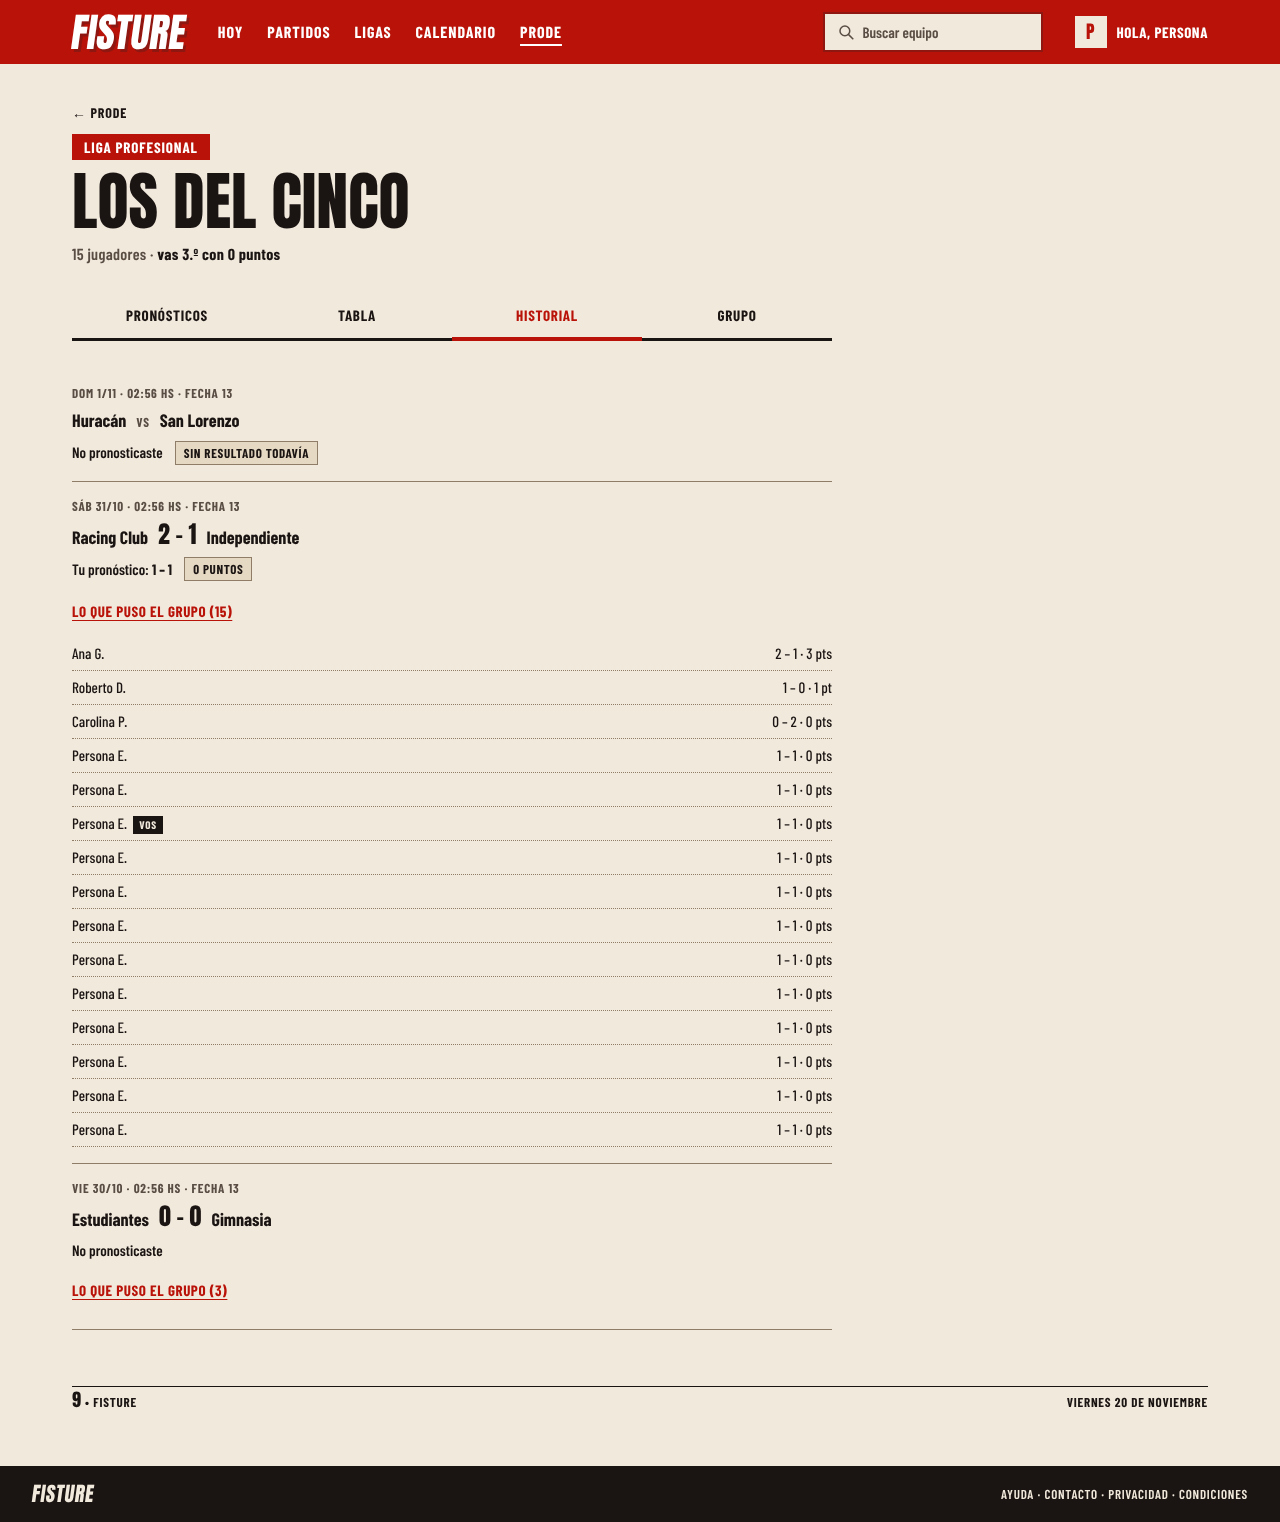 FISTURE HOY PARTIDOS LIGAS CALENDARIO PRODE Buscar equipo P HOLA, PERSONA
← PRODE
LIGA PROFESIONAL
LOS DEL CINCO
15 jugadores · vas 3.º con 0 puntos
PRONÓSTICOS TABLA HISTORIAL GRUPO
DOM 1/11 · 02:56 HS · FECHA 13
Huracán vs San Lorenzo
No pronosticaste SIN RESULTADO TODAVÍA
SÁB 31/10 · 02:56 HS · FECHA 13
Racing Club 2 - 1 Independiente
Tu pronóstico: 1 – 1 0 PUNTOS
LO QUE PUSO EL GRUPO (15)
Ana G. 2 – 1 · 3 pts
Roberto D. 1 – 0 · 1 pt
Carolina P. 0 – 2 · 0 pts
Persona E. 1 – 1 · 0 pts
Persona E. 1 – 1 · 0 pts
Persona E. VOS 1 – 1 · 0 pts
Persona E. 1 – 1 · 0 pts
Persona E. 1 – 1 · 0 pts
Persona E. 1 – 1 · 0 pts
Persona E. 1 – 1 · 0 pts
Persona E. 1 – 1 · 0 pts
Persona E. 1 – 1 · 0 pts
Persona E. 1 – 1 · 0 pts
Persona E. 1 – 1 · 0 pts
Persona E. 1 – 1 · 0 pts
VIE 30/10 · 02:56 HS · FECHA 13
Estudiantes 0 - 0 Gimnasia
No pronosticaste
LO QUE PUSO EL GRUPO (3)
9 • FISTURE VIERNES 20 DE NOVIEMBRE
FISTURE AYUDA · CONTACTO · PRIVACIDAD · CONDICIONES